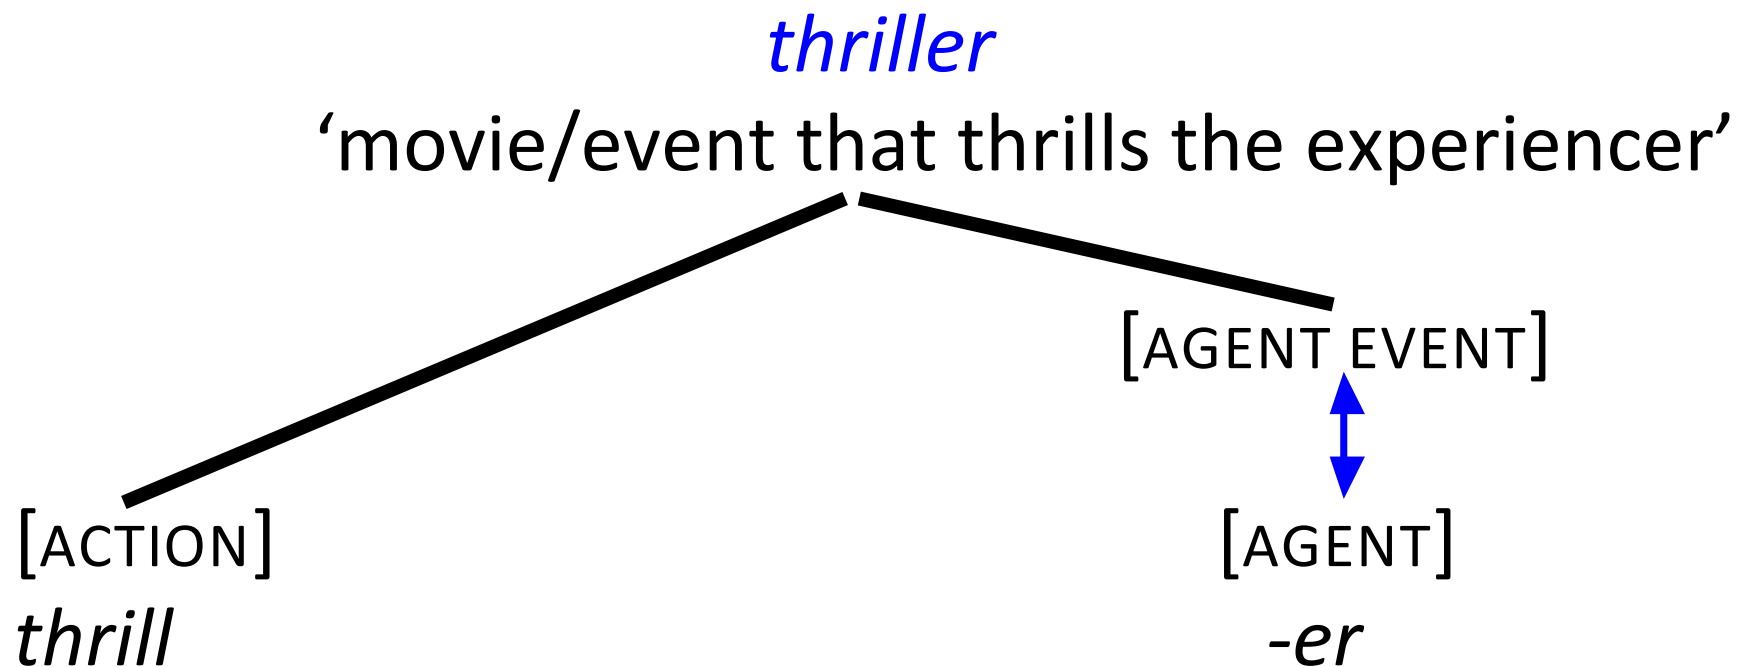 thriller
‘movie/event that thrills the experiencer’
[AGENT EVENT]
[ACTION] [AGENT]
thrill -er